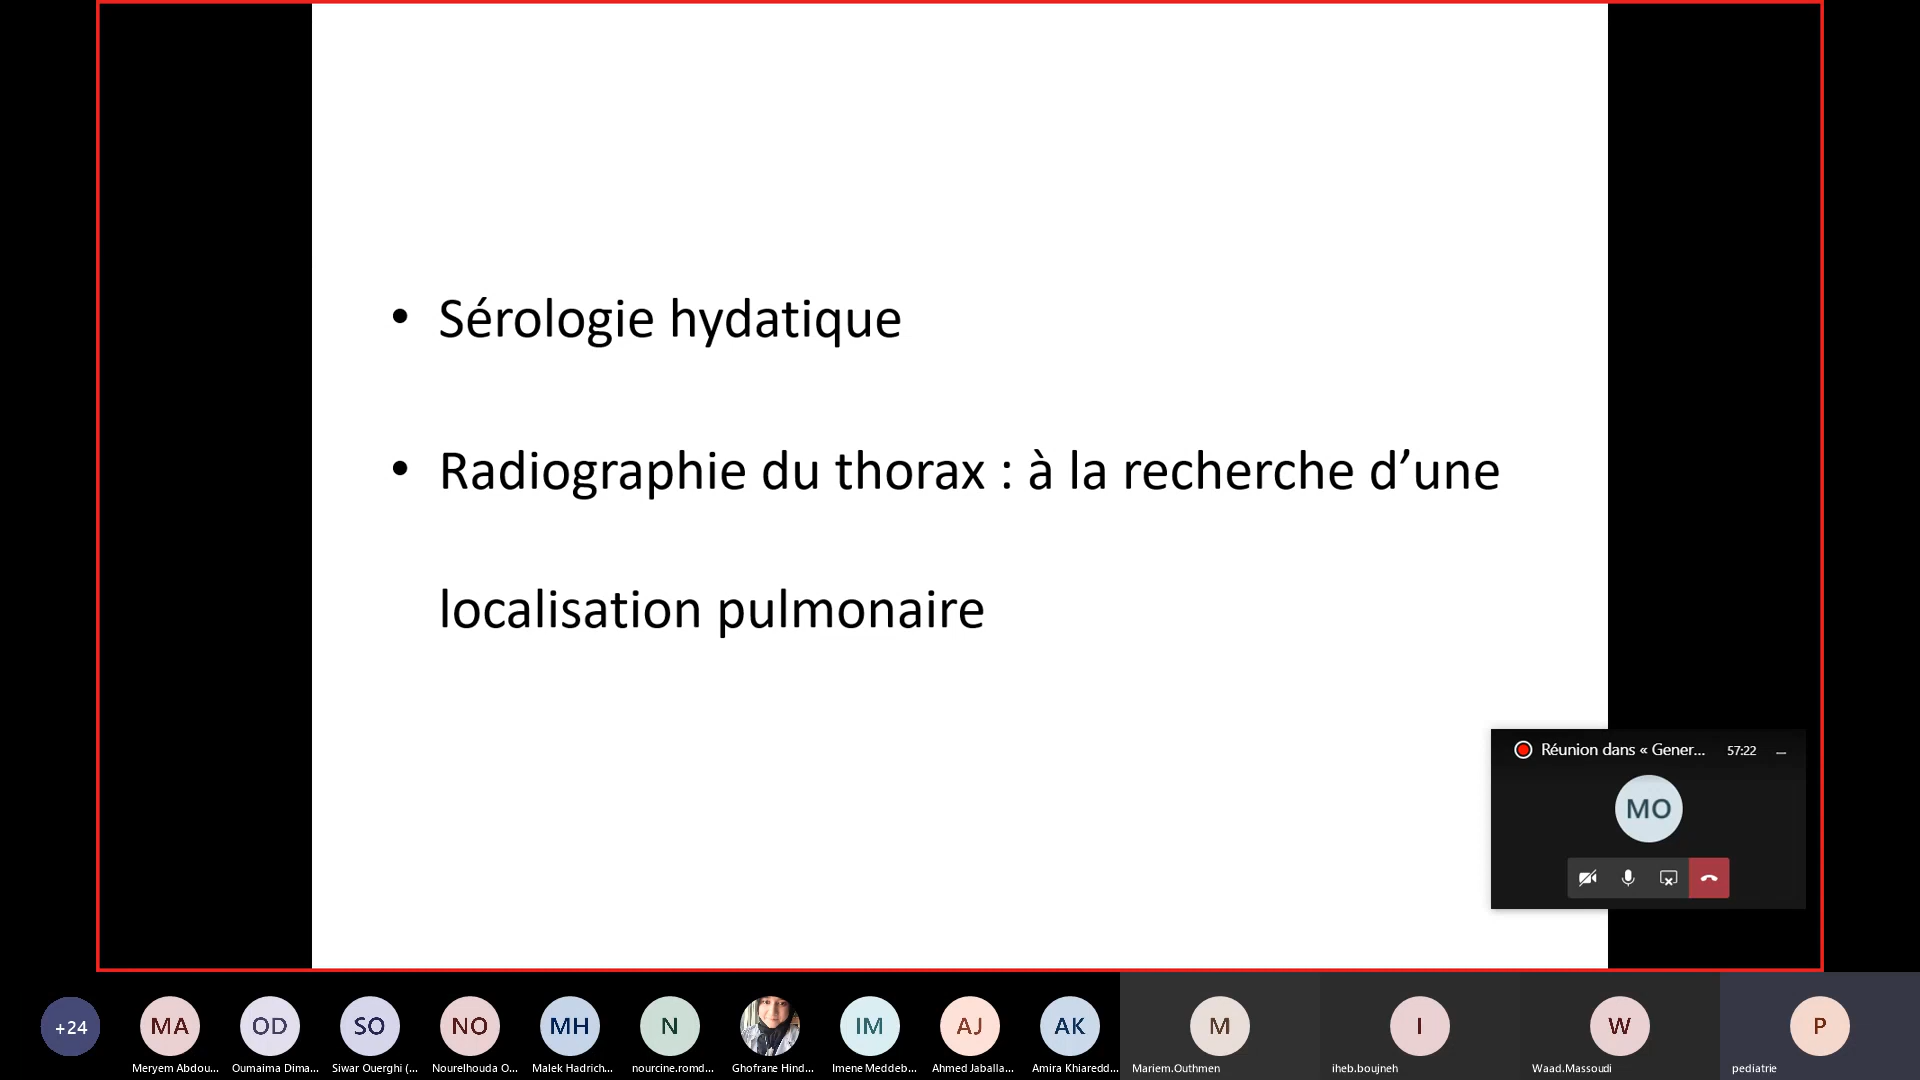 • Sérologie hydatique
• Radiographie du thorax : à la recherche d’une
localisation pulmonaire
Réunion dans « Gener... 57:22
MO
+24
MA
OD
SO
NO
MH
N
IM
AJ
AK
M
I
W
P
Meryem Abdou...
Oumaima Dima...
Siwar Ouerghi (...
Nourelhouda O...
Malek Hadrich...
nourcine.romd...
Ghofrane Hind...
Imene Meddeb...
Ahmed Jaballa...
Amira Khiaredd...
Mariem.Outhmen
iheb.boujneh
Waad.Massoudi
pediatrie